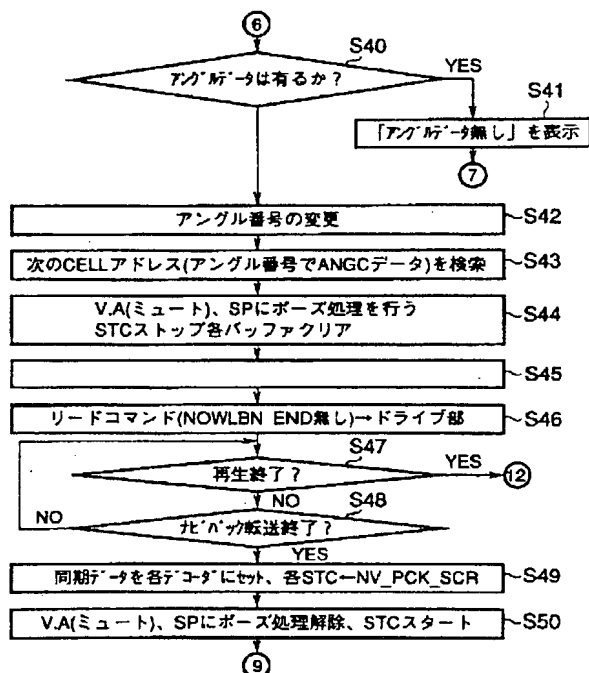 ⑥
S40
アングルデータは有るか？
YES
S41
「アングルデータ無し」を表示
⑦
アングル番号の変更
S42
次のCELLアドレス(アングル番号でANGCデータ)を検索
S43
V.A(ミュート)、SPにポーズ処理を行う
STCストップ各バッファクリア
S44
S45
リードコマンド(NOWLBN END無し)→ドライブ部
S46
S47
再生終了？
YES
⑫
NO
S48
NO
ナビパック転送終了？
YES
同期データを各デコーダにセット、各STC←NV_PCK_SCR
S49
V.A(ミュート)、SPにポーズ処理解除、STCスタート
S50
⑨